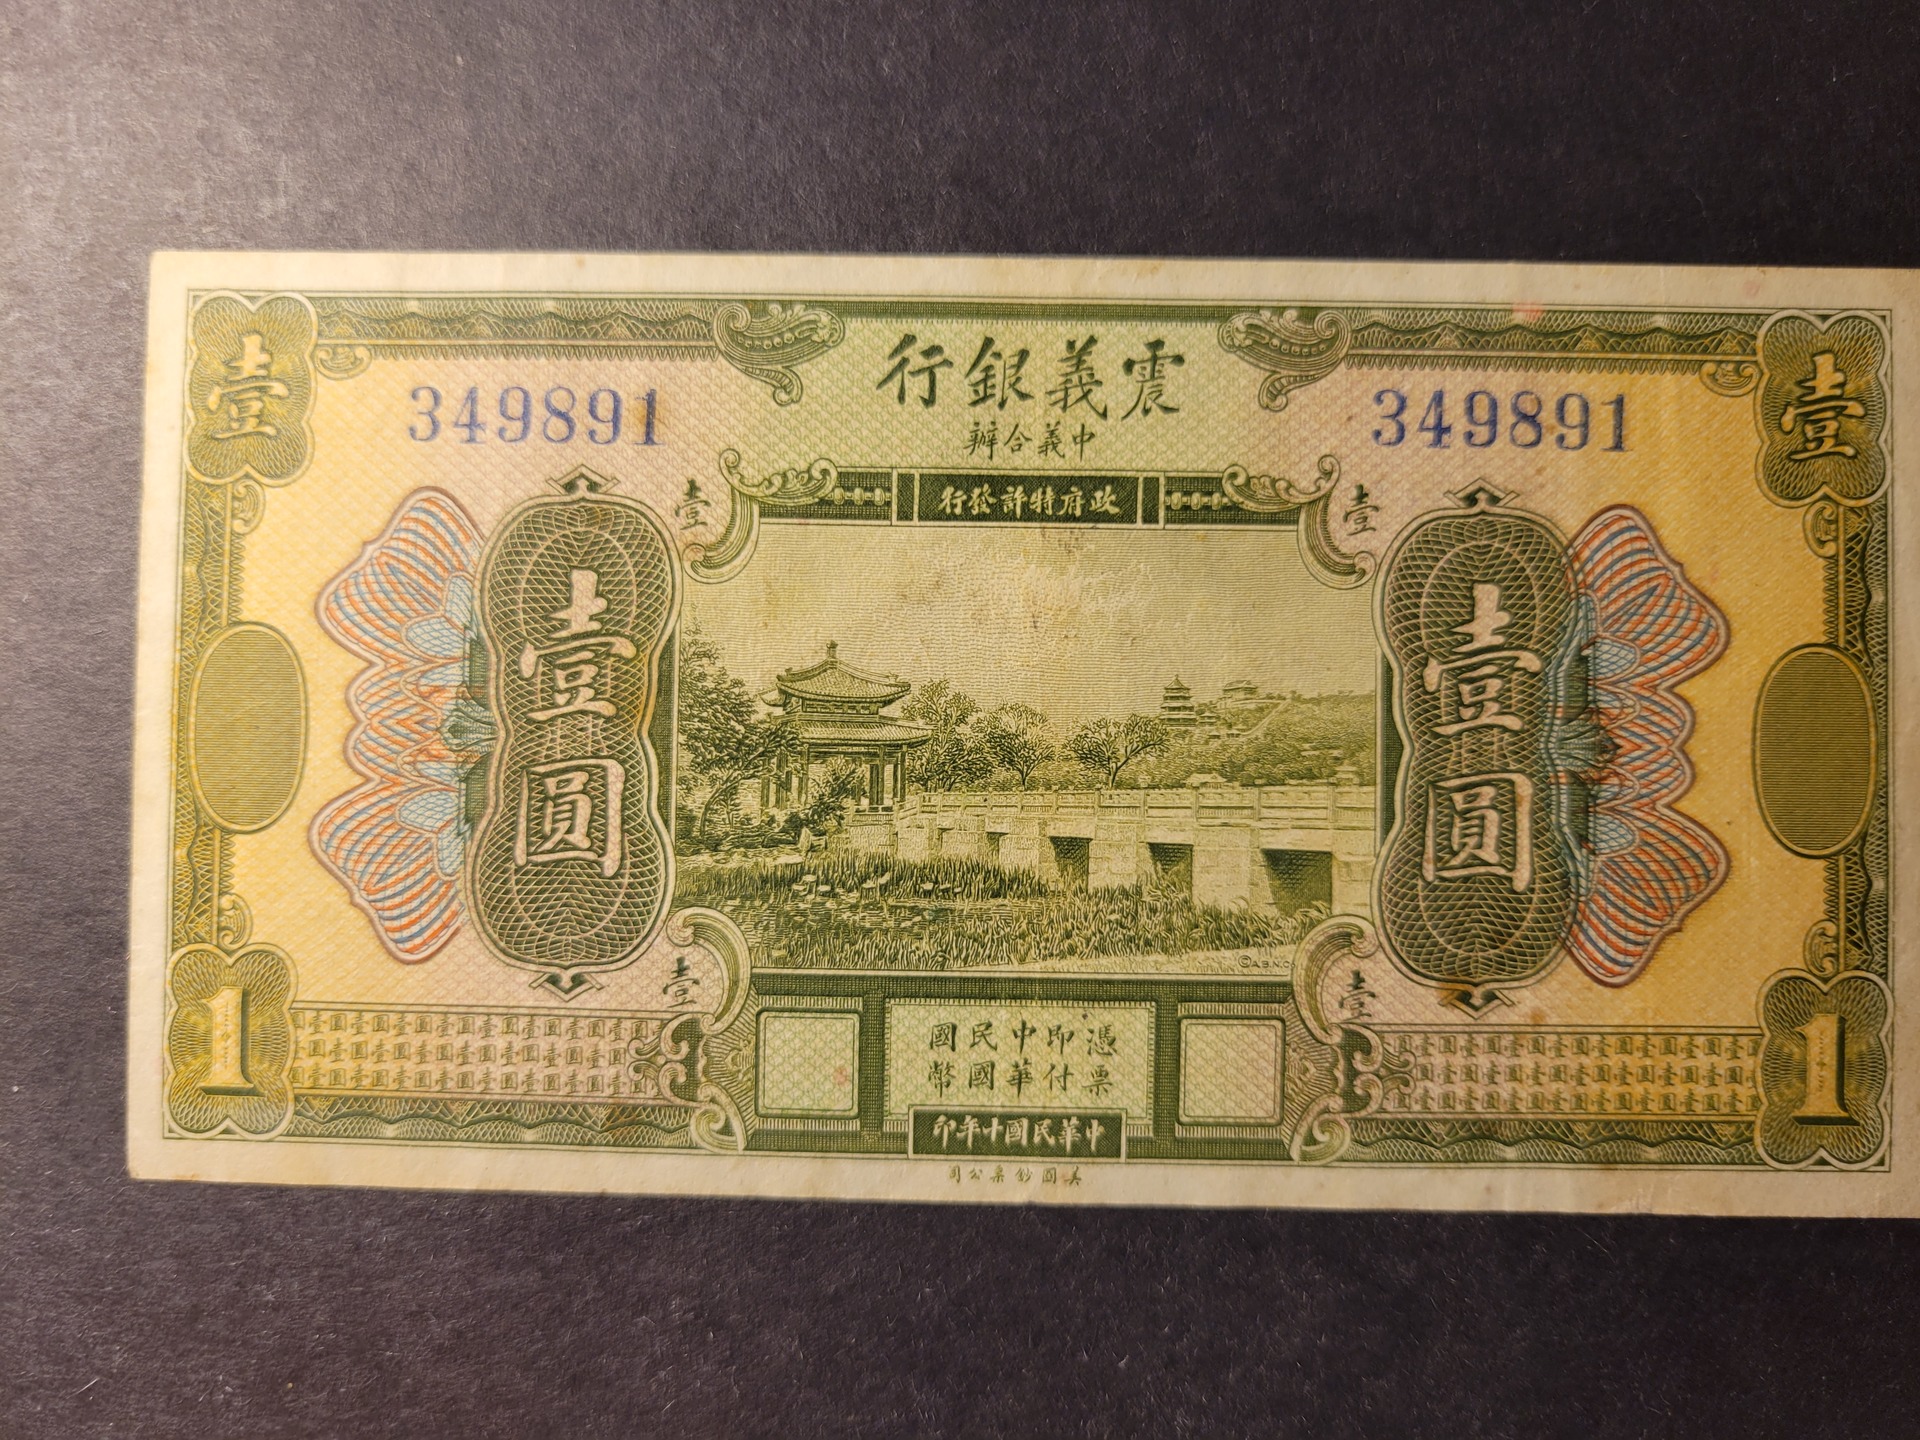 壹
壹
349891
349891
震義銀行
中義合辦
政府特許發行
壹
壹
壹圓
壹圓
©A.B.N.Co.
壹
壹
憑票
即付
中華
民國
國幣
1
1
中華民國十年印
美國鈔票公司